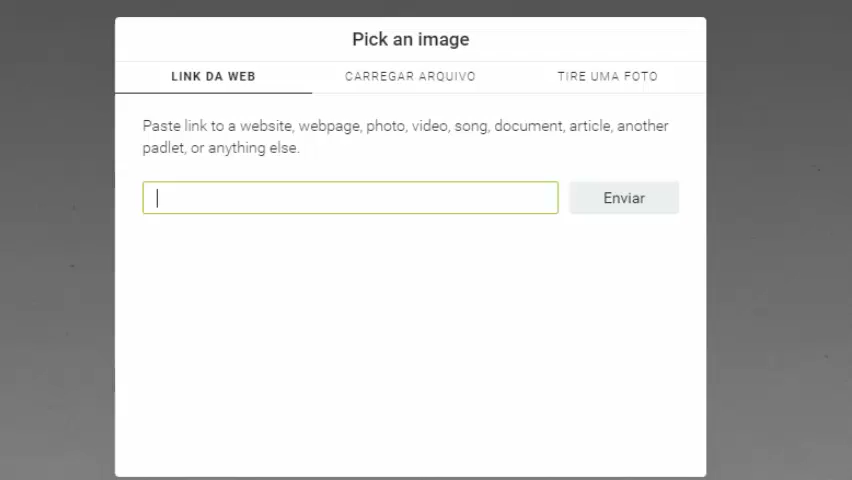 Pick an image
LINK DA WEB CARREGAR ARQUIVO TIRE UMA FOTO
Paste link to a website, webpage, photo, video, song, document, article, another
padlet, or anything else.
Enviar